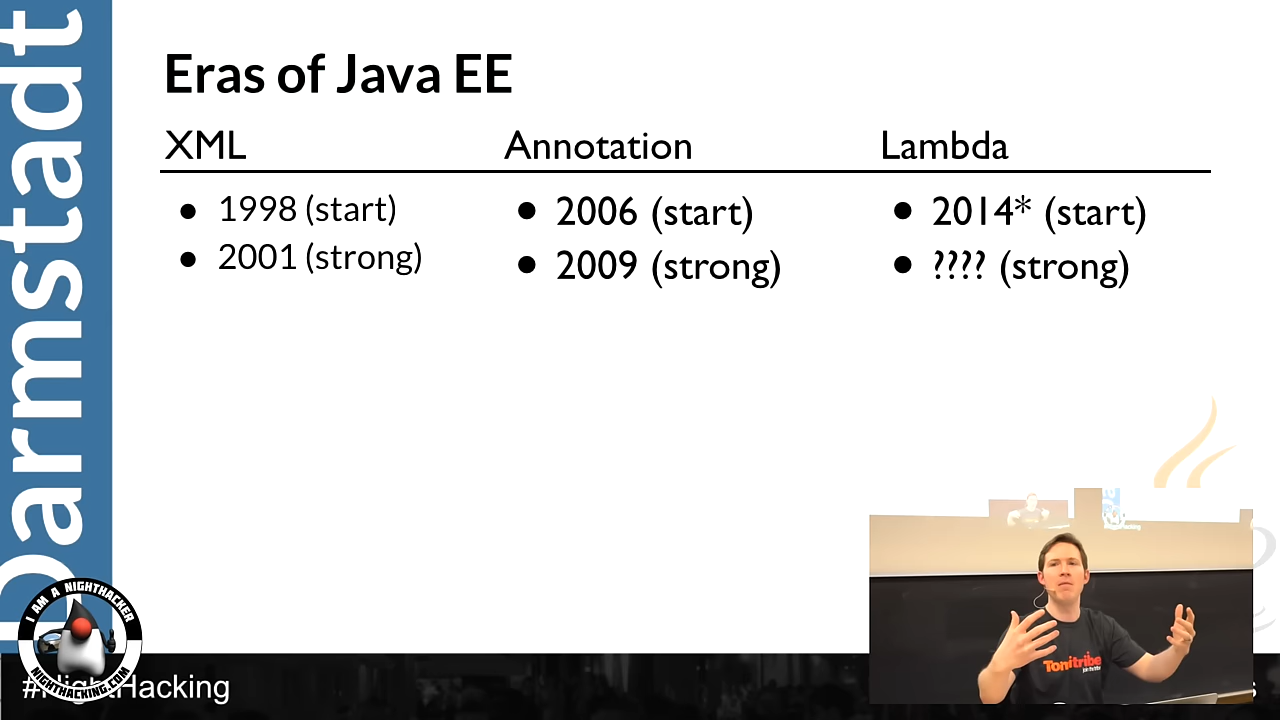 Darmstadt
Eras of Java EE
XML
Annotation
Lambda
● 1998 (start)
● 2001 (strong)
● 2006 (start)
● 2009 (strong)
● 2014* (start)
● ???? (strong)
I AM A NIGHTHACKER
NIGHTHACKING.COM
#NightHacking
Tomitribe